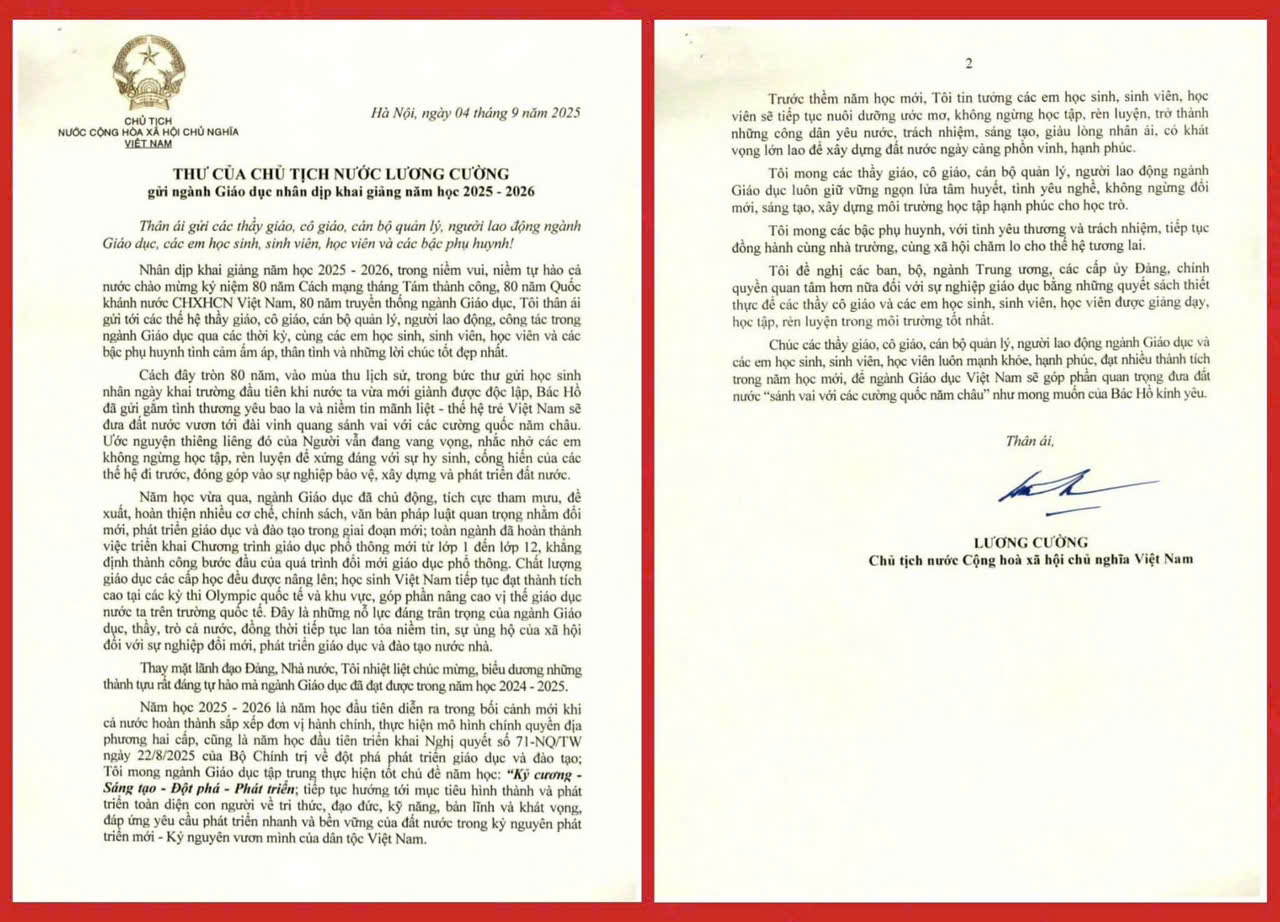 CHỦ TỊCH
NƯỚC CỘNG HÒA XÃ HỘI CHỦ NGHĨA
VIỆT NAM
Hà Nội, ngày 04 tháng 9 năm 2025
THƯ CỦA CHỦ TỊCH NƯỚC LƯƠNG CƯỜNG
gửi ngành Giáo dục nhân dịp khai giảng năm học 2025 - 2026
Thân ái gửi các thầy giáo, cô giáo, cán bộ quản lý, người lao động ngành
Giáo dục, các em học sinh, sinh viên, học viên và các bậc phụ huynh!
Nhân dịp khai giảng năm học 2025 - 2026, trong niềm vui, niềm tự hào cả
nước chào mừng kỷ niệm 80 năm Cách mạng tháng Tám thành công, 80 năm Quốc
khánh nước CHXHCN Việt Nam, 80 năm truyền thống ngành Giáo dục, Tôi thân ái
gửi tới các thế hệ thầy giáo, cô giáo, cán bộ quản lý, người lao động, công tác trong
ngành Giáo dục qua các thời kỳ, cùng các em học sinh, sinh viên, học viên và các
bậc phụ huynh tình cảm ấm áp, thân tình và những lời chúc tốt đẹp nhất.
Cách đây tròn 80 năm, vào mùa thu lịch sử, trong bức thư gửi học sinh
nhân ngày khai trường đầu tiên khi nước ta vừa mới giành được độc lập, Bác Hồ
đã gửi gắm tình thương yêu bao la và niềm tin mãnh liệt - thế hệ trẻ Việt Nam sẽ
đưa đất nước vươn tới đài vinh quang sánh vai với các cường quốc năm châu.
Ước nguyện thiêng liêng đó của Người vẫn đang vang vọng, nhắc nhở các em
không ngừng học tập, rèn luyện để xứng đáng với sự hy sinh, cống hiến của các
thế hệ đi trước, đóng góp vào sự nghiệp bảo vệ, xây dựng và phát triển đất nước.
Năm học vừa qua, ngành Giáo dục đã chủ động, tích cực tham mưu, đề
xuất, hoàn thiện nhiều cơ chế, chính sách, văn bản pháp luật quan trọng nhằm đổi
mới, phát triển giáo dục và đào tạo trong giai đoạn mới; toàn ngành đã hoàn thành
việc triển khai Chương trình giáo dục phổ thông mới từ lớp 1 đến lớp 12, khẳng
định thành công bước đầu của quá trình đổi mới giáo dục phổ thông. Chất lượng
giáo dục các cấp học đều được nâng lên; học sinh Việt Nam tiếp tục đạt thành tích
cao tại các kỳ thi Olympic quốc tế và khu vực, góp phần nâng cao vị thế giáo dục
nước ta trên trường quốc tế. Đây là những nỗ lực đáng trân trọng của ngành Giáo
dục, thầy, trò cả nước, đồng thời tiếp tục lan tỏa niềm tin, sự ủng hộ của xã hội
đối với sự nghiệp đổi mới, phát triển giáo dục và đào tạo nước nhà.
Thay mặt lãnh đạo Đảng, Nhà nước, Tôi nhiệt liệt chúc mừng, biểu dương những
thành tựu rất đáng tự hào mà ngành Giáo dục đã đạt được trong năm học 2024 - 2025.
Năm học 2025 - 2026 là năm học đầu tiên diễn ra trong bối cảnh mới khi
cả nước hoàn thành sắp xếp đơn vị hành chính, thực hiện mô hình chính quyền địa
phương hai cấp, cũng là năm học đầu tiên triển khai Nghị quyết số 71-NQ/TW
ngày 22/8/2025 của Bộ Chính trị về đột phá phát triển giáo dục và đào tạo;
Tôi mong ngành Giáo dục tập trung thực hiện tốt chủ đề năm học: “Kỷ cương -
Sáng tạo - Đột phá - Phát triển; tiếp tục hướng tới mục tiêu hình thành và phát
triển toàn diện con người về tri thức, đạo đức, kỹ năng, bản lĩnh và khát vọng,
đáp ứng yêu cầu phát triển nhanh và bền vững của đất nước trong kỷ nguyên phát
triển mới - Kỷ nguyên vươn mình của dân tộc Việt Nam.
2
Trước thềm năm học mới, Tôi tin tưởng các em học sinh, sinh viên, học
viên sẽ tiếp tục nuôi dưỡng ước mơ, không ngừng học tập, rèn luyện, trở thành
những công dân yêu nước, trách nhiệm, sáng tạo, giàu lòng nhân ái, có khát
vọng lớn lao để xây dựng đất nước ngày càng phồn vinh, hạnh phúc.
Tôi mong các thầy giáo, cô giáo, cán bộ quản lý, người lao động ngành
Giáo dục luôn giữ vững ngọn lửa tâm huyết, tình yêu nghề, không ngừng đổi
mới, sáng tạo, xây dựng môi trường học tập hạnh phúc cho học trò.
Tôi mong các bậc phụ huynh, với tình yêu thương và trách nhiệm, tiếp tục
đồng hành cùng nhà trường, cùng xã hội chăm lo cho thế hệ tương lai.
Tôi đề nghị các ban, bộ, ngành Trung ương, các cấp ủy Đảng, chính
quyền quan tâm hơn nữa đối với sự nghiệp giáo dục bằng những quyết sách thiết
thực để các thầy cô giáo và các em học sinh, sinh viên, học viên được giảng dạy,
học tập, rèn luyện trong môi trường tốt nhất.
Chúc các thầy giáo, cô giáo, cán bộ quản lý, người lao động ngành Giáo dục và
các em học sinh, sinh viên, học viên luôn mạnh khỏe, hạnh phúc, đạt nhiều thành tích
trong năm học mới, để ngành Giáo dục Việt Nam sẽ góp phần quan trọng đưa đất
nước “sánh vai với các cường quốc năm châu” như mong muốn của Bác Hồ kính yêu.
Thân ái,
LƯƠNG CƯỜNG
Chủ tịch nước Cộng hoà xã hội chủ nghĩa Việt Nam